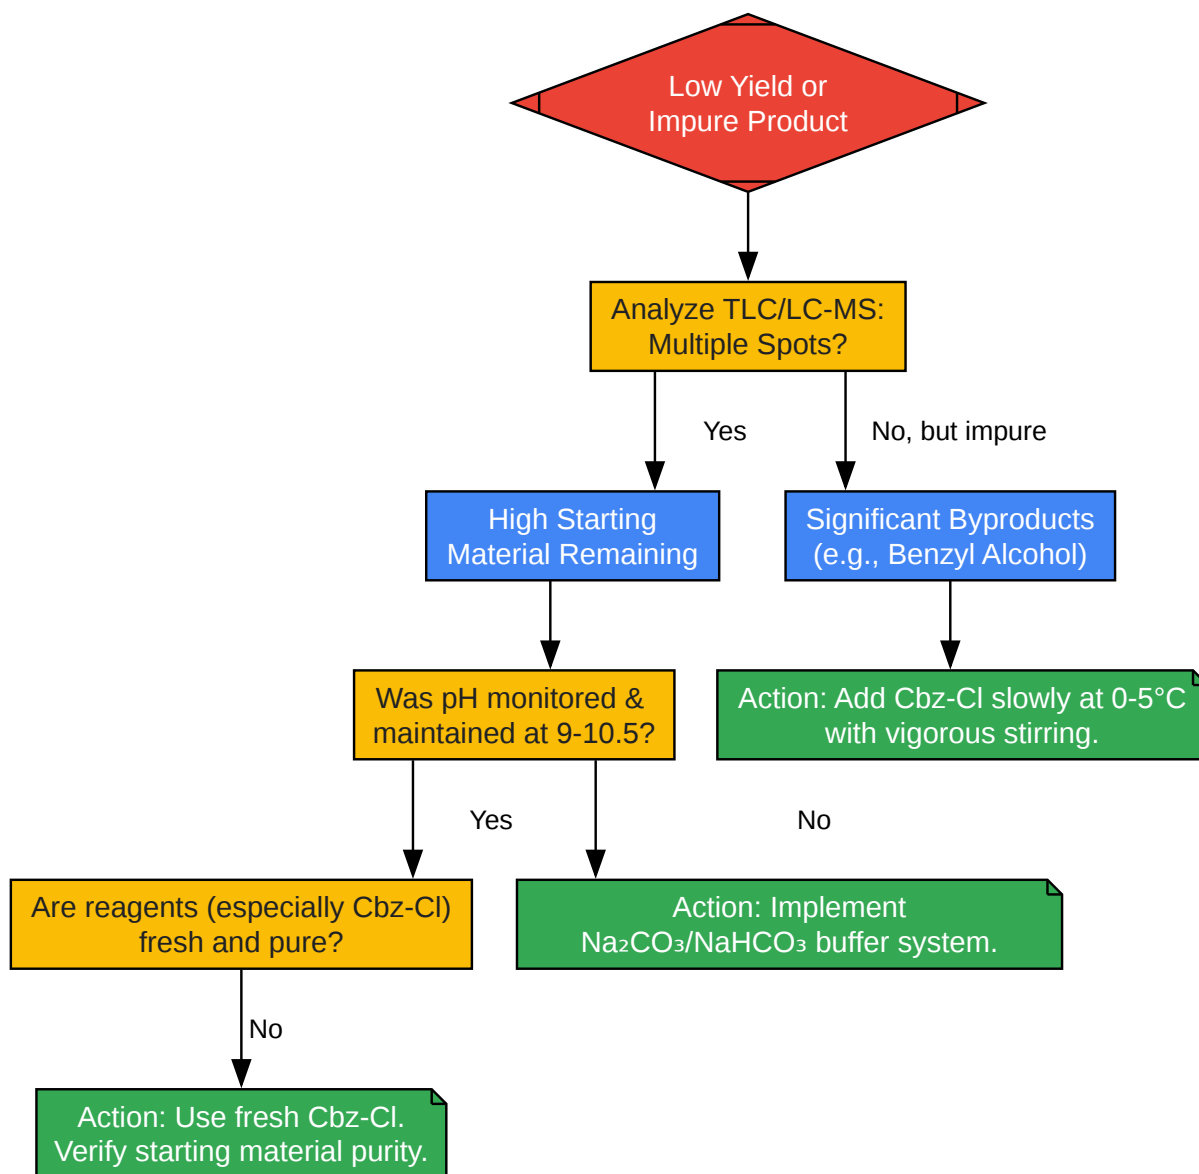 Low Yield or
Impure Product
Analyze TLC/LC-MS:
Multiple Spots?
Yes
No, but impure
High Starting
Material Remaining
Significant Byproducts
(e.g., Benzyl Alcohol)
Was pH monitored &
maintained at 9-10.5?
Action: Add Cbz-Cl slowly at 0-5°C
with vigorous stirring.
Yes
No
Are reagents (especially Cbz-Cl)
fresh and pure?
Action: Implement
Na₂CO₃/NaHCO₃ buffer system.
No
Action: Use fresh Cbz-Cl.
Verify starting material purity.